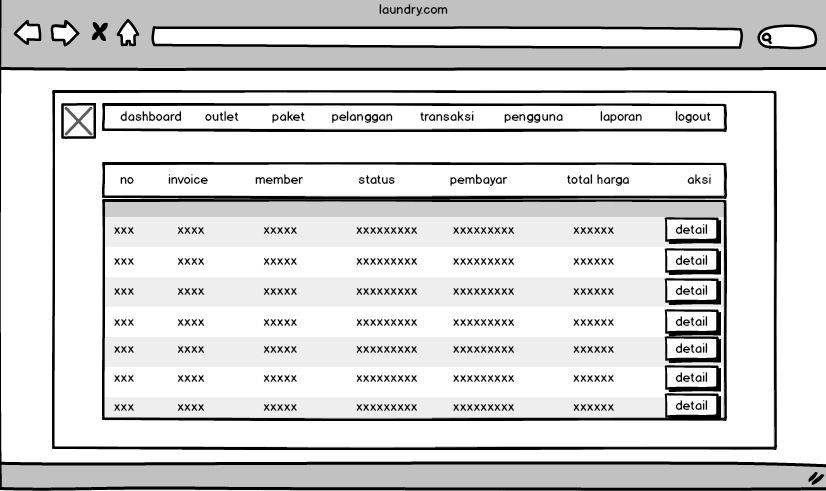 laundry.com
dashboard outlet paket pelanggan transaksi pengguna laporan logout
no invoice member status pembayar total harga aksi
xxx xxxx xxxxx xxxxxxxxx xxxxxxxxx xxxxxx detail
xxx xxxx xxxxx xxxxxxxxx xxxxxxxxx xxxxxx detail
xxx xxxx xxxxx xxxxxxxxx xxxxxxxxx xxxxxx detail
xxx xxxx xxxxx xxxxxxxxx xxxxxxxxx xxxxxx detail
xxx xxxx xxxxx xxxxxxxxx xxxxxxxxx xxxxxx detail
xxx xxxx xxxxx xxxxxxxxx xxxxxxxxx xxxxxx detail
xxx xxxx xxxxx xxxxxxxxx xxxxxxxxx xxxxxx detail